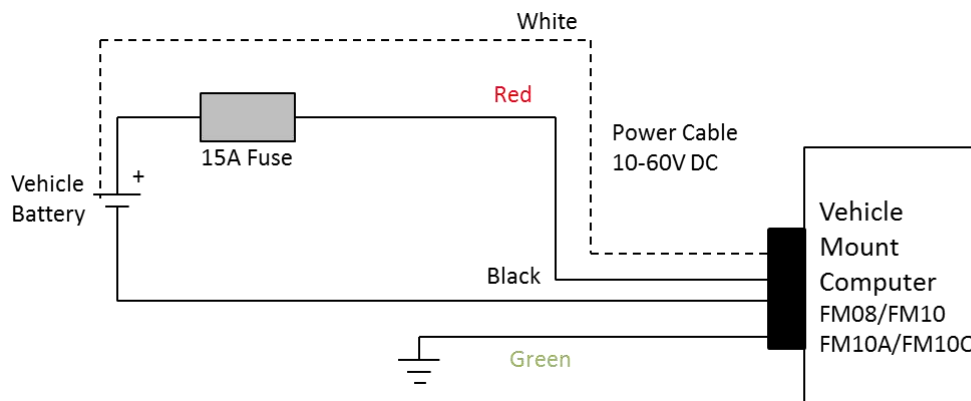 White
Red
15A Fuse
Power Cable
10-60V DC
+
Vehicle
Battery
Vehicle
Mount
Computer
FM08/FM10
FM10A/FM10C
Black
Green